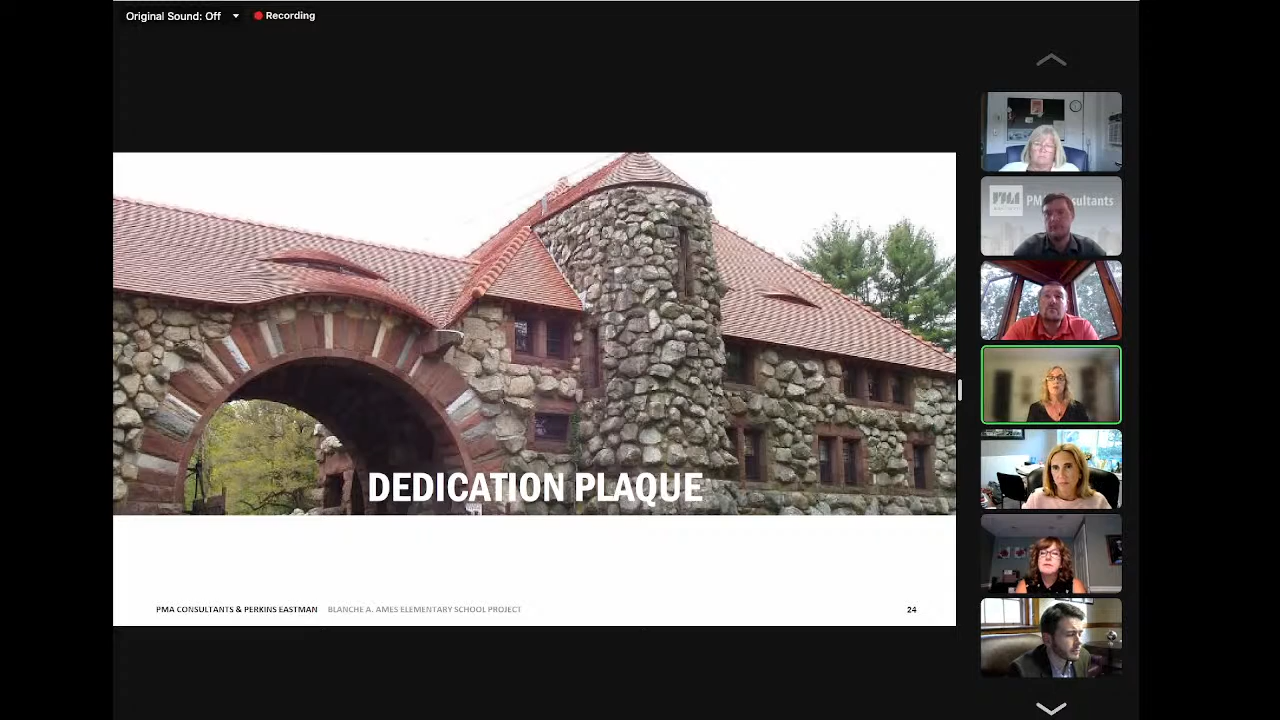 Original Sound: Off
Recording
PMA Consultants
DEDICATION PLAQUE
PMA CONSULTANTS & PERKINS EASTMAN BLANCHE A. AMES ELEMENTARY SCHOOL PROJECT 24